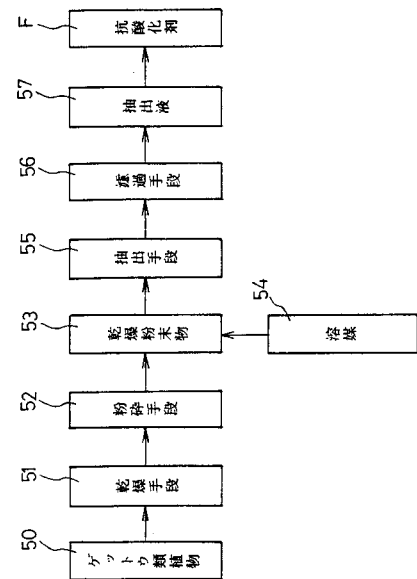 50
ゲットウ類植物
51
乾燥手段
52
粉砕手段
53
乾燥粉末物
54
溶媒
55
抽出手段
56
濾過手段
57
抽出液
F
抗酸化剤